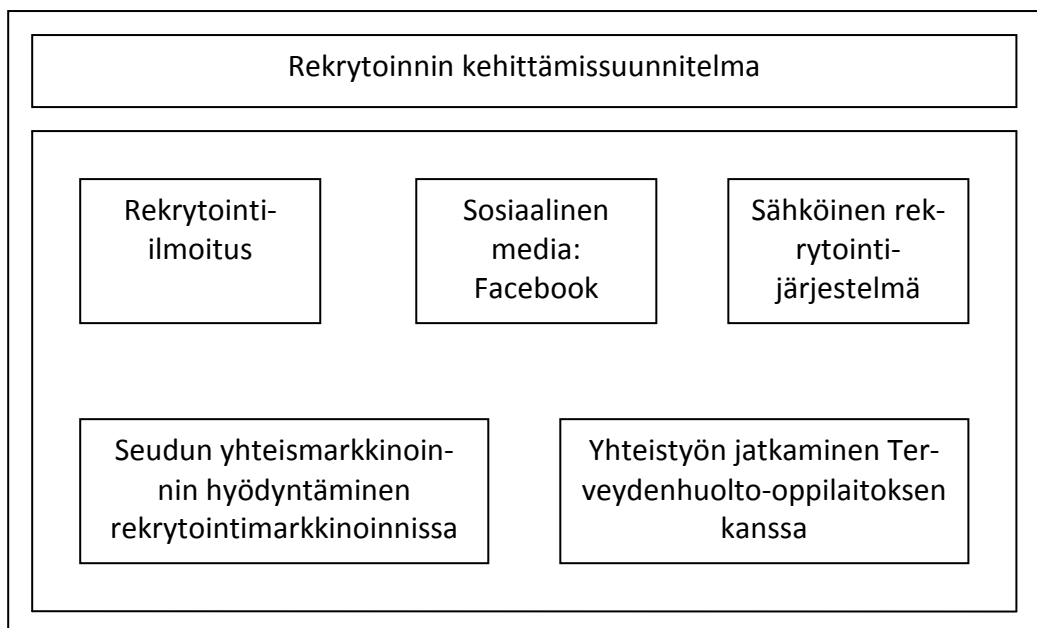 Rekrytoinnin kehittämissuunnitelma
Rekrytointi-
ilmoitus
Sosiaalinen
media:
Facebook
Sähköinen rek-
rytointi-
järjestelmä
Seudun yhteismarkkinoin-
nin hyödyntäminen
rekrytointimarkkinoinnissa
Yhteistyön jatkaminen Ter-
veydenhuolto-oppilaitoksen
kanssa